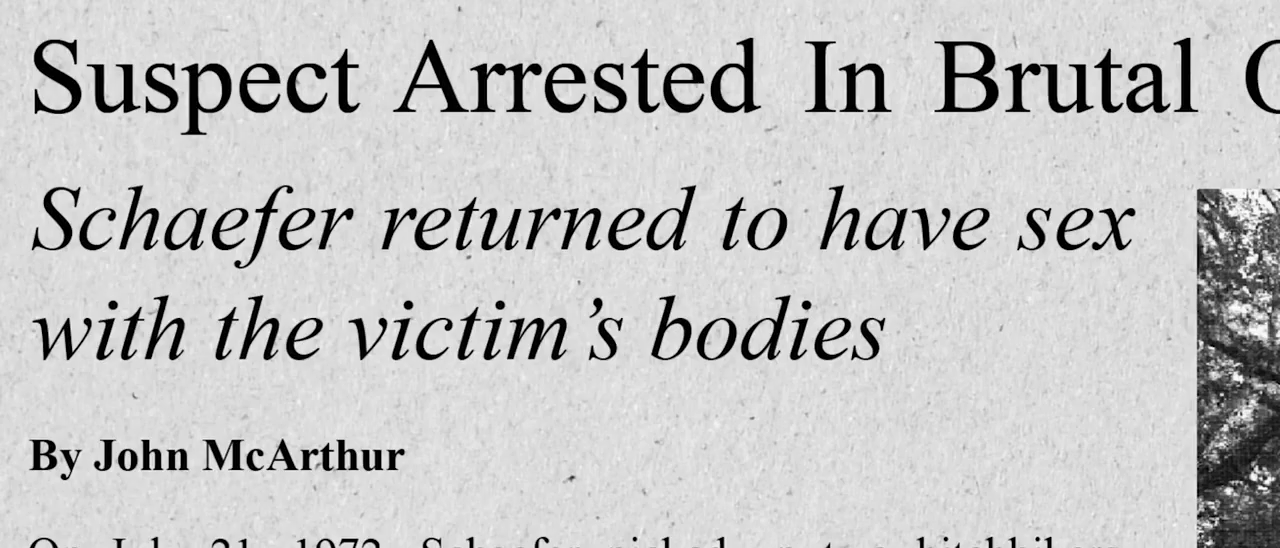 Suspect Arrested In Brutal
Schaefer returned to have sex
with the victim’s bodies
By John McArthur